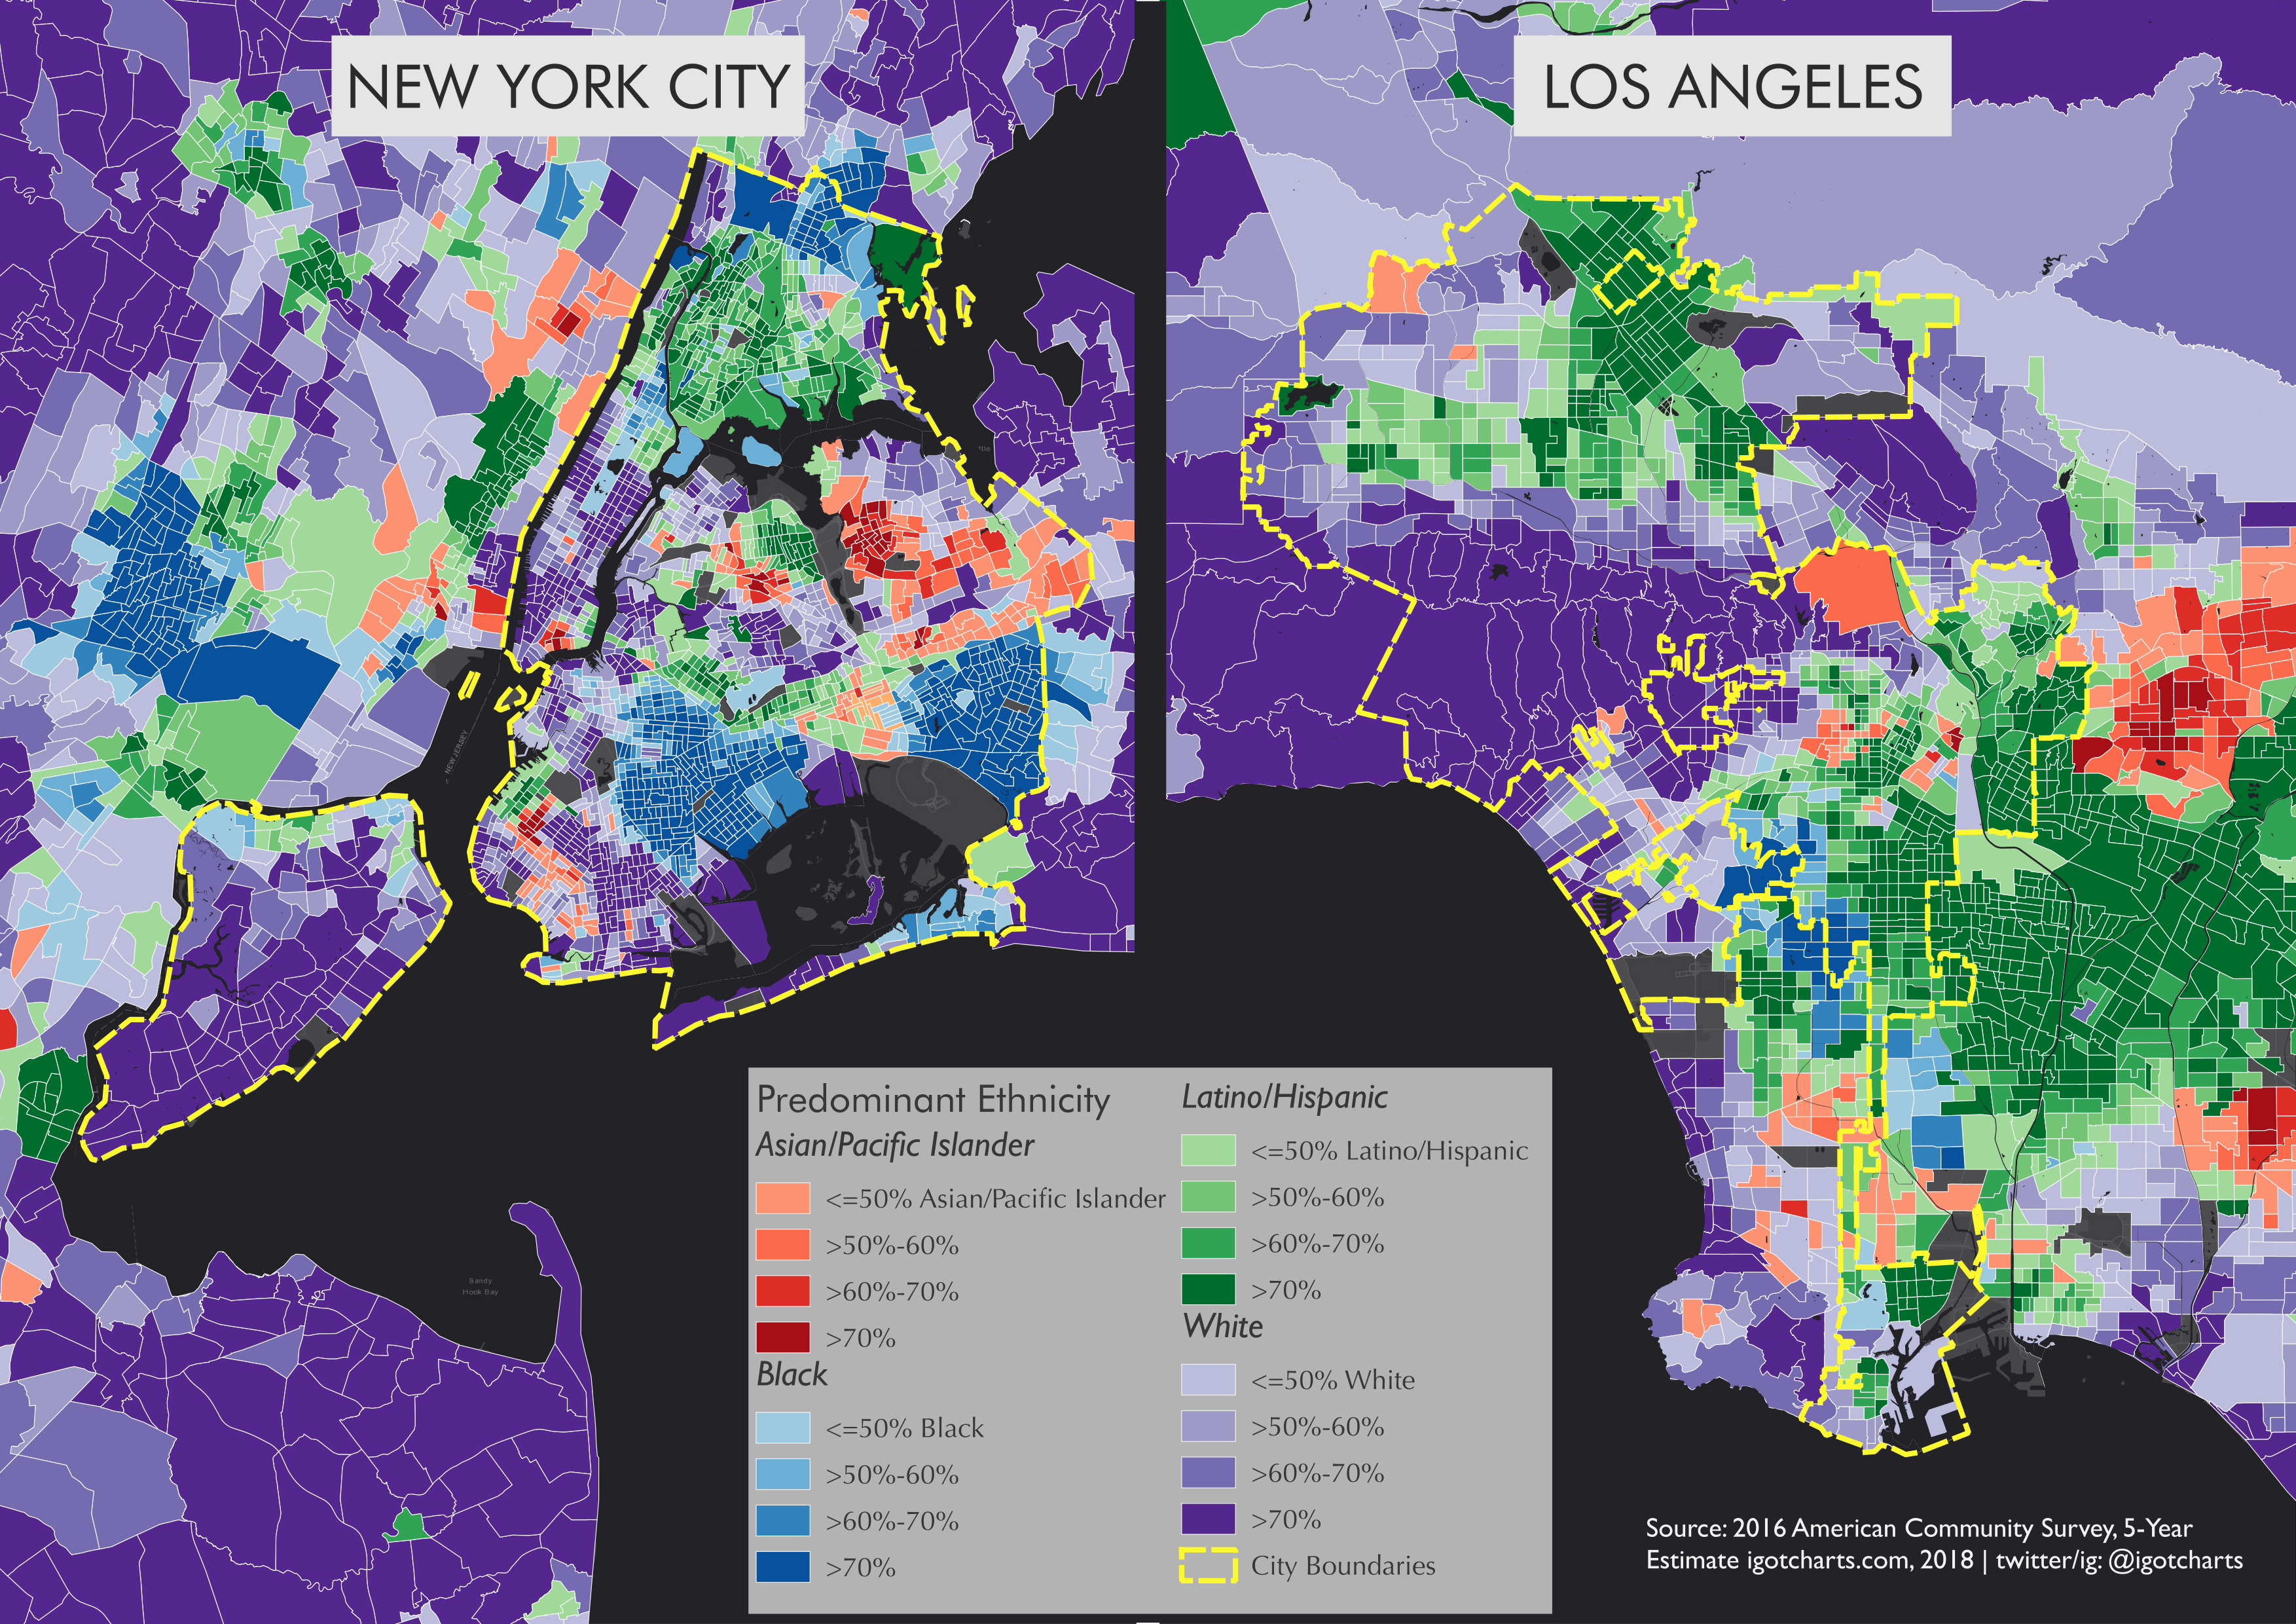 NEW YORK CITY
LOS ANGELES
NEW JERSEY
Sandy
Hook Bay
Predominant Ethnicity
Asian/Pacific Islander
<=50% Asian/Pacific Islander
>50%-60%
>60%-70%
>70%
Black
<=50% Black
>50%-60%
>60%-70%
>70%
Latino/Hispanic
<=50% Latino/Hispanic
>50%-60%
>60%-70%
>70%
White
<=50% White
>50%-60%
>60%-70%
>70%
City Boundaries
Source: 2016 American Community Survey, 5-Year
Estimate igotcharts.com, 2018 | twitter/ig: @igotcharts